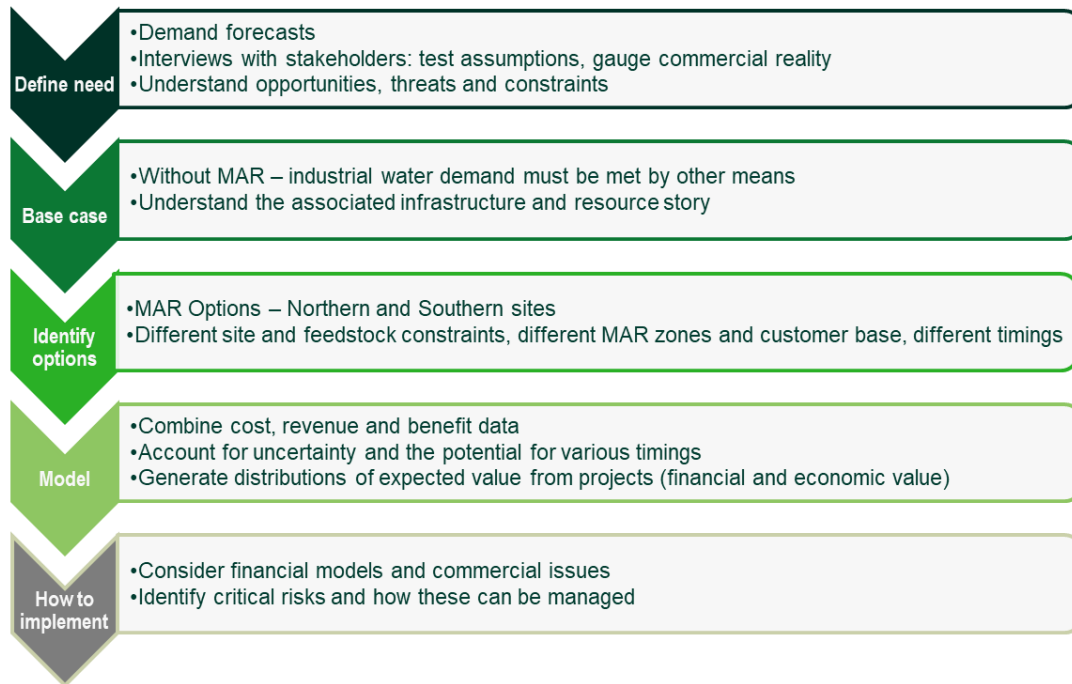 Define need
•Demand forecasts
•Interviews with stakeholders: test assumptions, gauge commercial reality
•Understand opportunities, threats and constraints
Base case
•Without MAR – industrial water demand must be met by other means
•Understand the associated infrastructure and resource story
Identify
options
•MAR Options – Northern and Southern sites
•Different site and feedstock constraints, different MAR zones and customer base, different timings
Model
•Combine cost, revenue and benefit data
•Account for uncertainty and the potential for various timings
•Generate distributions of expected value from projects (financial and economic value)
How to
implement
•Consider financial models and commercial issues
•Identify critical risks and how these can be managed